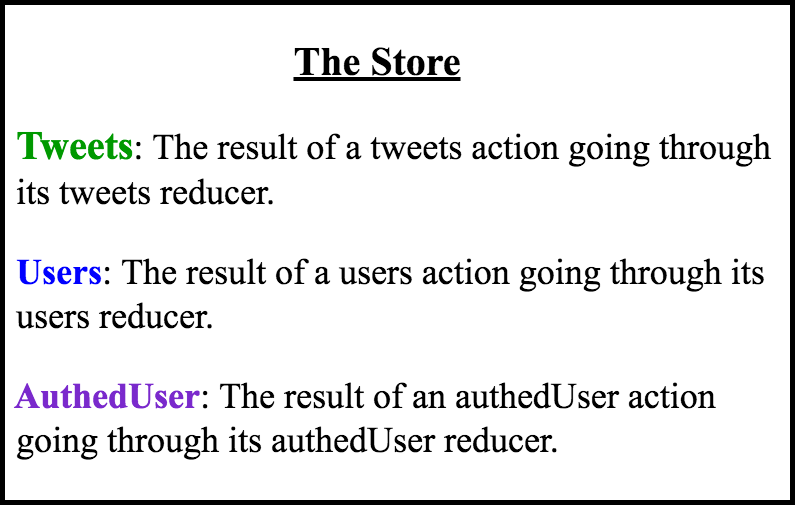 The Store
Tweets: The result of a tweets action going through
its tweets reducer.
Users: The result of a users action going through its
users reducer.
AuthedUser: The result of an authedUser action
going through its authedUser reducer.